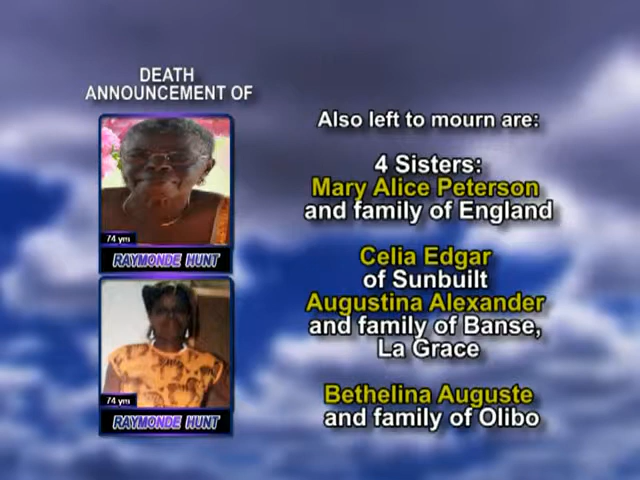 DEATH
ANNOUNCEMENT OF
74 yrs
RAYMONDE HUNT
74 yrs
RAYMONDE HUNT
Also left to mourn are:
4 Sisters:
Mary Alice Peterson
and family of England
Celia Edgar
of Sunbuilt
Augustina Alexander
and family of Banse,
La Grace
Bethelina Auguste
and family of Olibo